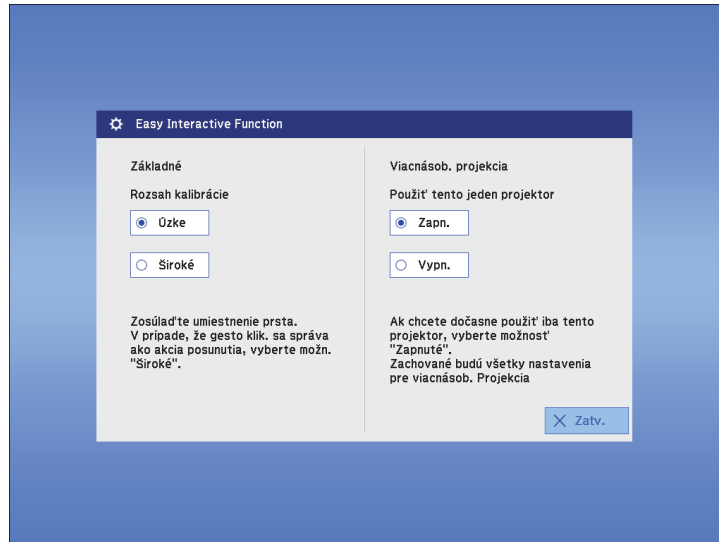 Easy Interactive Function
Základné
Rozsah kalibrácie
Úzke
Široké
Zosúlaďte umiestnenie prsta.
V prípade, že gesto klik. sa správa
ako akcia posunutia, vyberte možn.
"Široké".
Viacnásob. projekcia
Použiť tento jeden projektor
Zapn.
Vypn.
Ak chcete dočasne použiť iba tento
projektor, vyberte možnosť
"Zapnuté".
Zachované budú všetky nastavenia
pre viacnásob. Projekcia
Zatv.